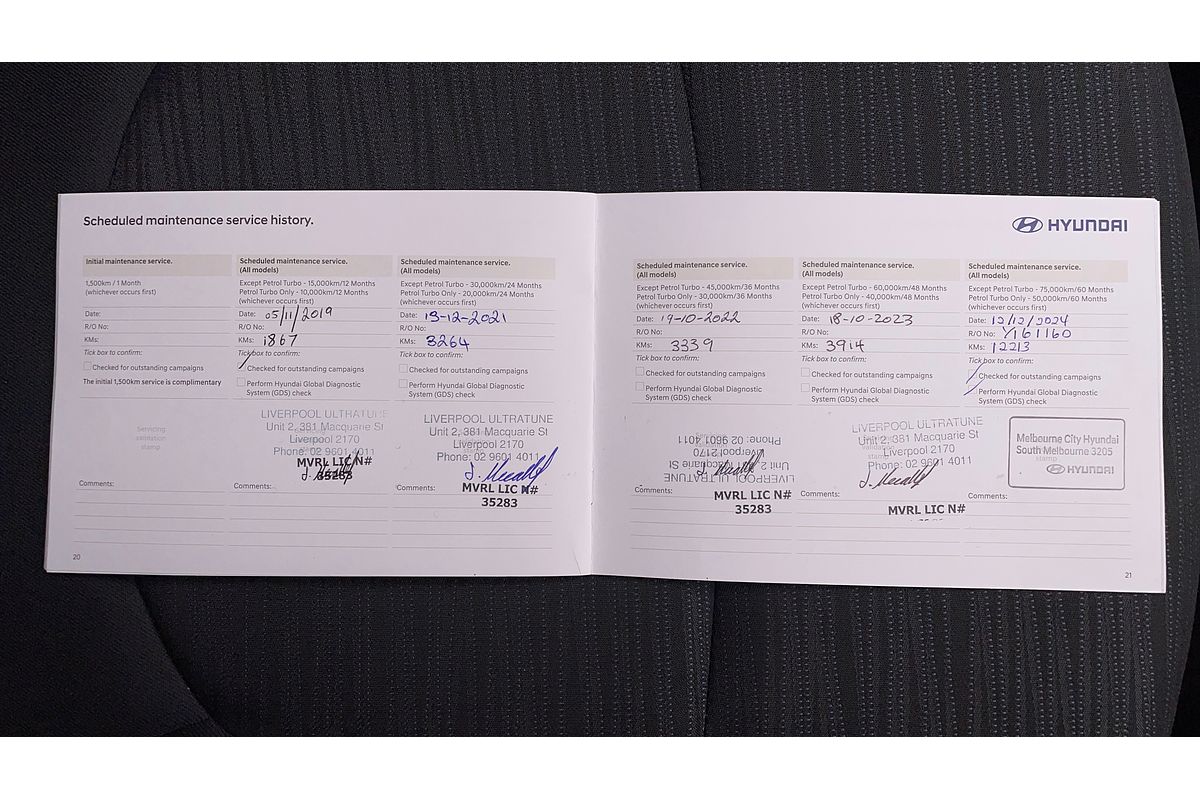 Scheduled maintenance service history.
Initial maintenance service.
1,500km / 1 Month
(whichever occurs first)
Date:
R/O No:
KMs:
Tick box to confirm:
Checked for outstanding campaigns
The initial 1,500km service is complimentary
Servicing
validation
stamp
Comments:
20
Scheduled maintenance service.
(All models)
Except Petrol Turbo - 15,000km/12 Months
Petrol Turbo Only - 10,000km/12 Months
(whichever occurs first)
Date: 05/11/2019
R/O No:
KMs: 1867
Tick box to confirm:
Checked for outstanding campaigns
Perform Hyundai Global Diagnostic
System (GDS) check
LIVERPOOL ULTRATUNE
Unit 2, 381 Macquarie St
Liverpool 2170
Phone: 02 9601 4011
MVRL LIC N#
35283
Comments:
Scheduled maintenance service.
(All models)
Except Petrol Turbo - 30,000km/24 Months
Petrol Turbo Only - 20,000km/24 Months
(whichever occurs first)
Date: 13-12-2021
R/O No:
KMs: 3264
Tick box to confirm:
Checked for outstanding campaigns
Perform Hyundai Global Diagnostic
System (GDS) check
LIVERPOOL ULTRATUNE
Unit 2, 381 Macquarie St
Liverpool 2170
Phone: 02 9601 4011
MVRL LIC N#
35283
Comments:
HYUNDAI
Scheduled maintenance service.
(All models)
Except Petrol Turbo - 45,000km/36 Months
Petrol Turbo Only - 30,000km/36 Months
(whichever occurs first)
Date: 19-10-2022
R/O No:
KMs: 3339
Tick box to confirm:
Checked for outstanding campaigns
Perform Hyundai Global Diagnostic
System (GDS) check
LIVERPOOL ULTRATUNE
Unit 2, 381 Macquarie St
Liverpool 2170
Phone: 02 9601 4011
MVRL LIC N#
35283
Comments:
Scheduled maintenance service.
(All models)
Except Petrol Turbo - 60,000km/48 Months
Petrol Turbo Only - 40,000km/48 Months
(whichever occurs first)
Date: 18-10-2023
R/O No:
KMs: 3914
Tick box to confirm:
Checked for outstanding campaigns
Perform Hyundai Global Diagnostic
System (GDS) check
LIVERPOOL ULTRATUNE
Unit 2, 381 Macquarie St
Liverpool 2170
Phone: 02 9601 4011
MVRL LIC N#
Comments:
Scheduled maintenance service.
(All models)
Except Petrol Turbo - 75,000km/60 Months
Petrol Turbo Only - 50,000km/60 Months
(whichever occurs first)
Date: 12/12/2024
R/O No: Y161160
KMs: 12213
Tick box to confirm:
Checked for outstanding campaigns
Perform Hyundai Global Diagnostic
System (GDS) check
Melbourne City Hyundai
South Melbourne 3205
HYUNDAI
Comments:
21